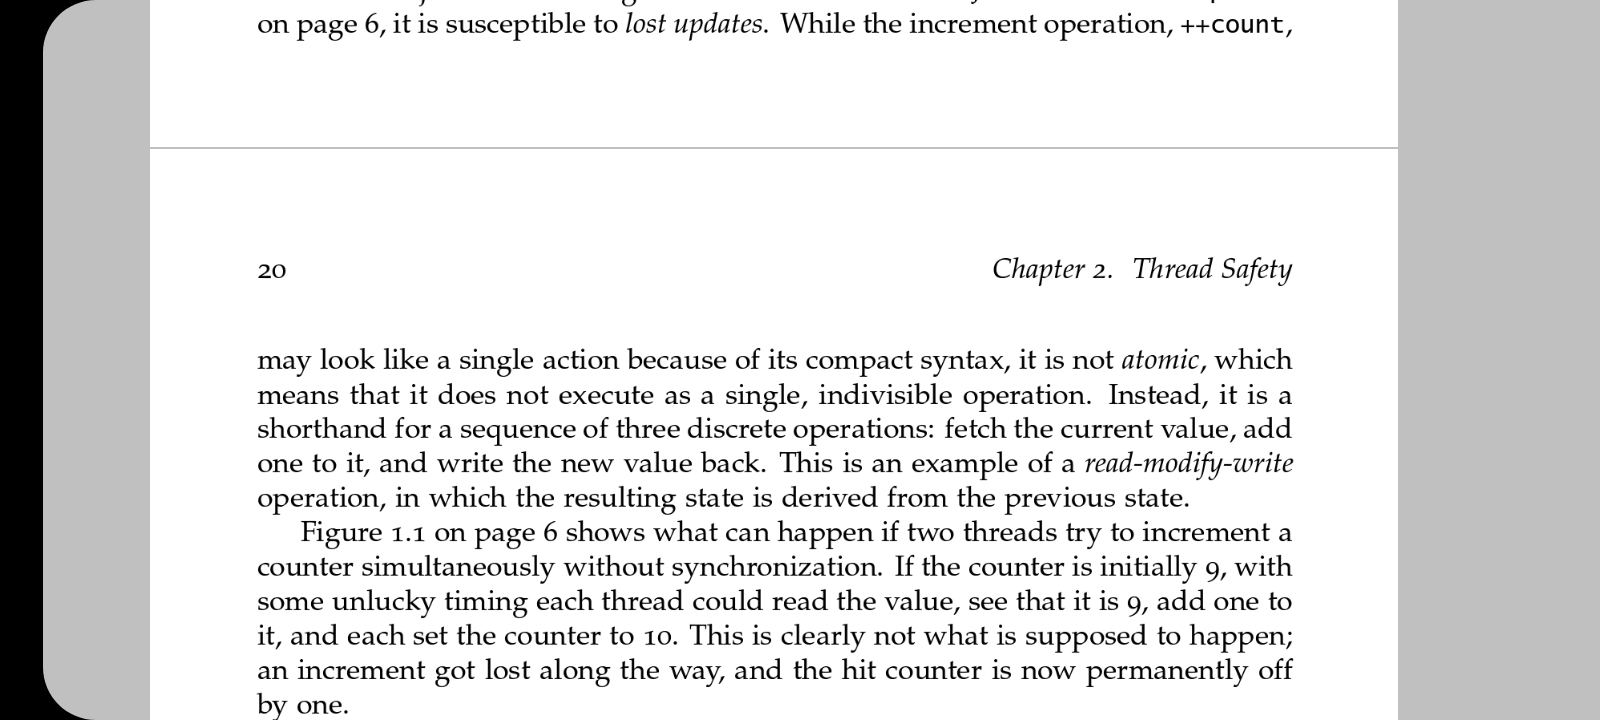 on page 6, it is susceptible to lost updates. While the increment operation, ++count,
20
Chapter 2. Thread Safety
may look like a single action because of its compact syntax, it is not atomic, which
means that it does not execute as a single, indivisible operation. Instead, it is a
shorthand for a sequence of three discrete operations: fetch the current value, add
one to it, and write the new value back. This is an example of a read-modify-write
operation, in which the resulting state is derived from the previous state.
Figure 1.1 on page 6 shows what can happen if two threads try to increment a
counter simultaneously without synchronization. If the counter is initially 9, with
some unlucky timing each thread could read the value, see that it is 9, add one to
it, and each set the counter to 10. This is clearly not what is supposed to happen;
an increment got lost along the way, and the hit counter is now permanently off
by one.